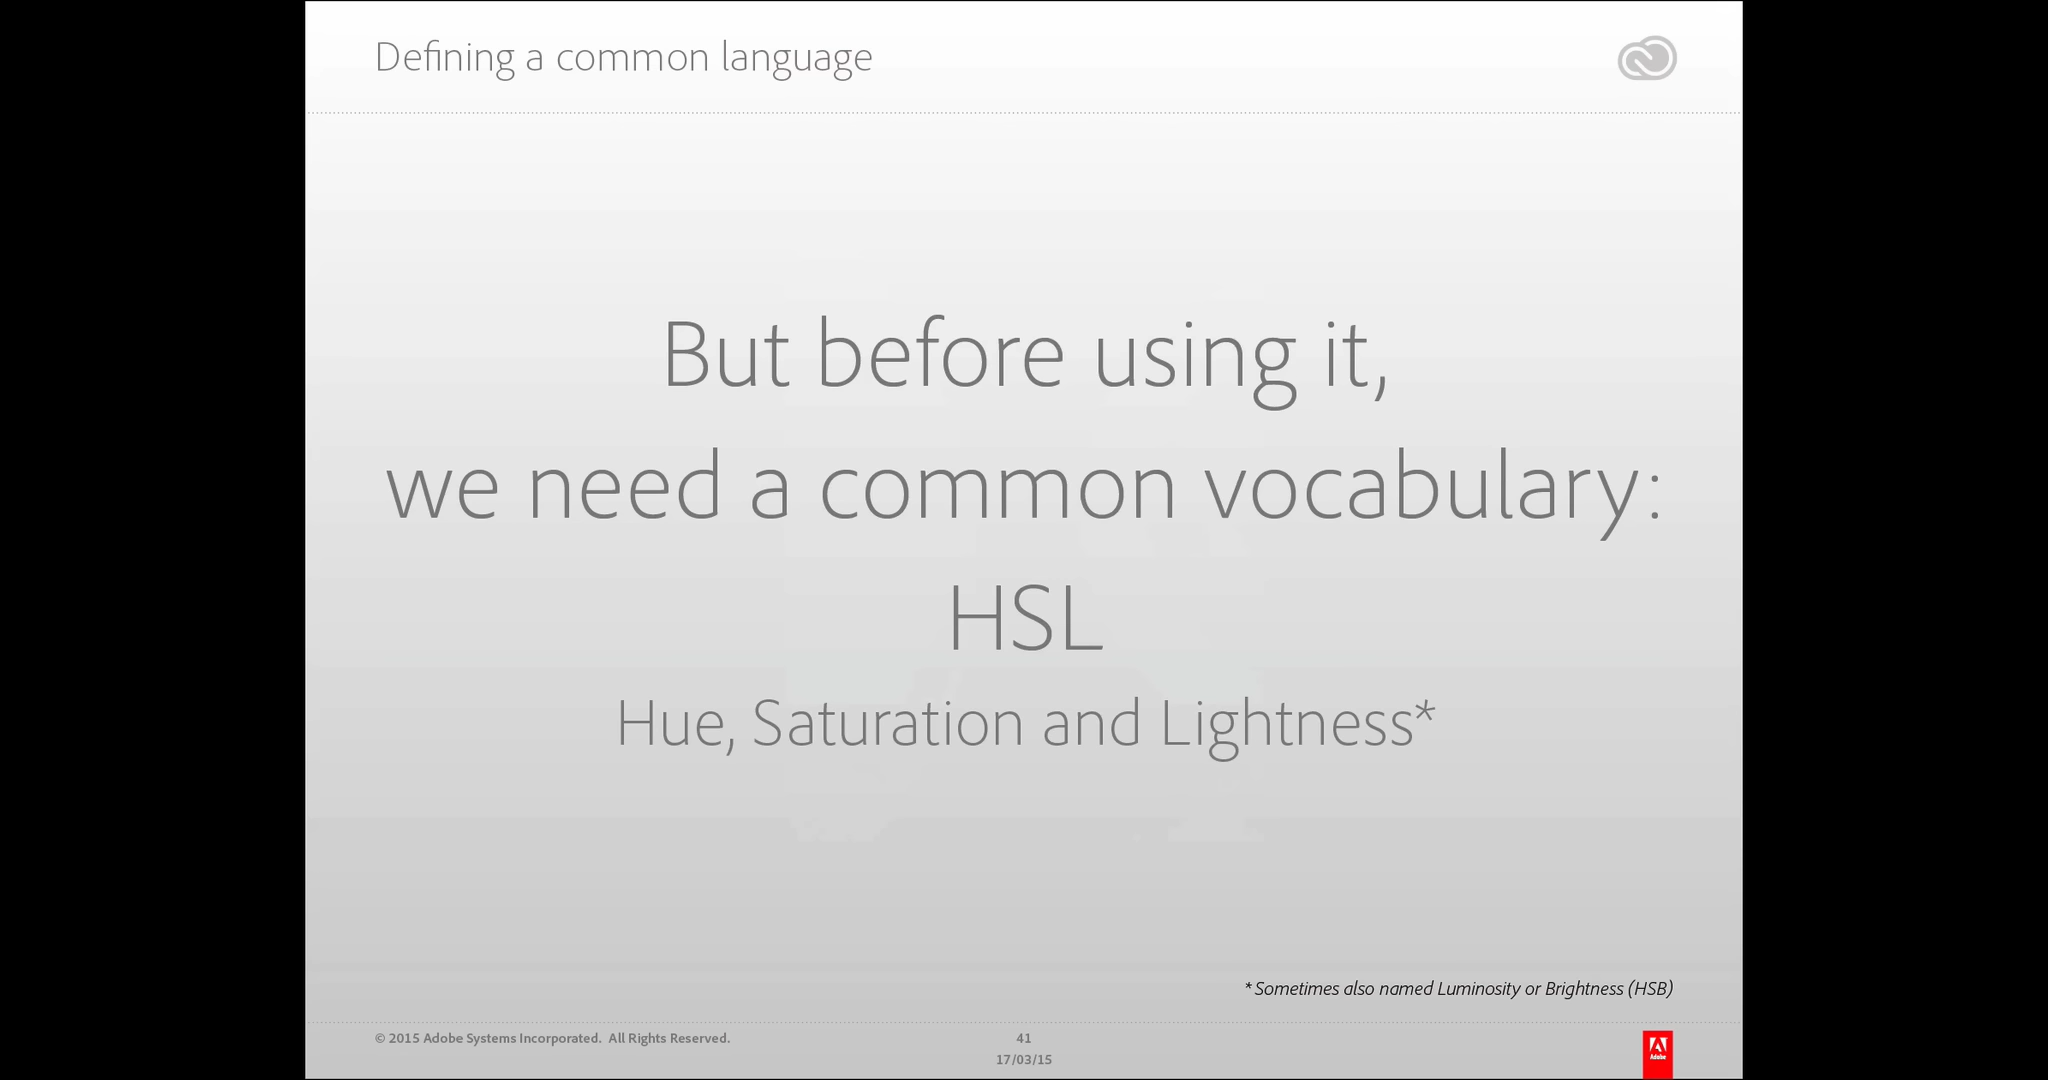 Defining a common language
But before using it,
we need a common vocabulary:
HSL
Hue, Saturation and Lightness*
* Sometimes also named Luminosity or Brightness (HSB)
© 2015 Adobe Systems Incorporated. All Rights Reserved.
41
17/03/15
Adobe